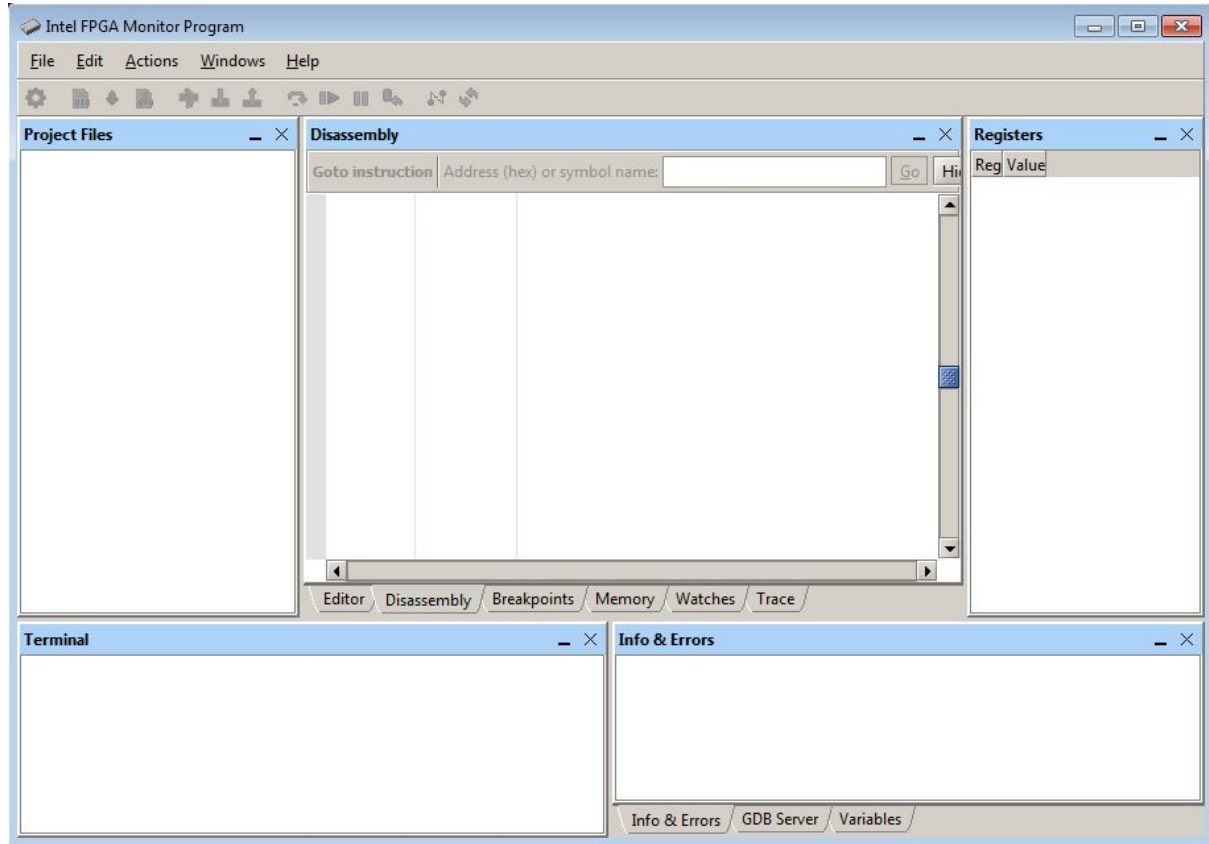 Intel FPGA Monitor Program
File Edit Actions Windows Help
Project Files
Disassembly
Goto instruction Address (hex) or symbol name: Go Hi
Registers
Reg Value
Editor Disassembly Breakpoints Memory Watches Trace
Terminal
Info & Errors
Info & Errors GDB Server Variables